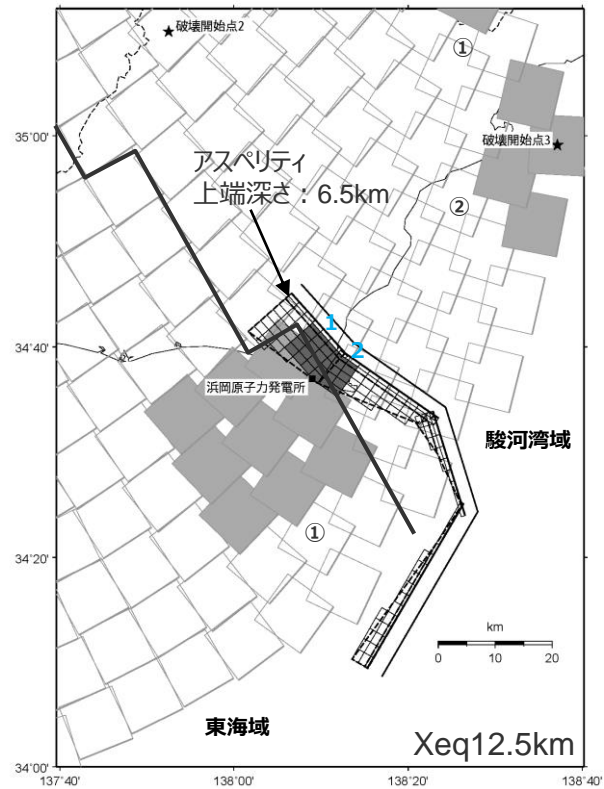 ★破壊開始点2
①
35°00'
破壊開始点3★
アスペリティ
上端深さ：6.5km
②
1
34°40'
2
浜岡原子力発電所
駿河湾域
①
34°20'
km
0 10 20
東海域
Xeq12.5km
34°00'
137°40' 138°00' 138°20' 138°40'